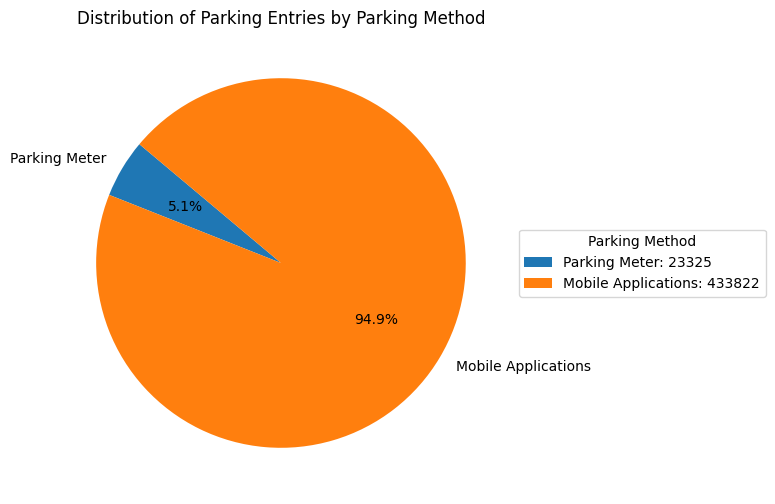 Distribution of Parking Entries by Parking Method
Parking Meter
5.1%
94.9%
Mobile Applications
Parking Method
Parking Meter: 23325
Mobile Applications: 433822